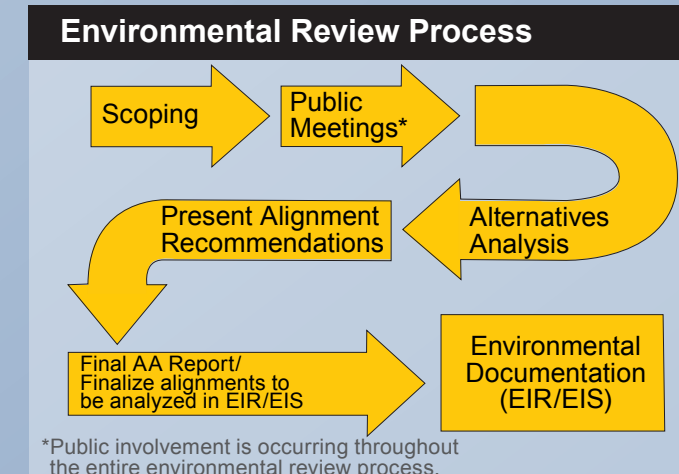 Environmental Review Process
Scoping
Public
Meetings*
Alternatives
Analysis
Present Alignment
Recommendations
Final AA Report/
Finalize alignments to
be analyzed in EIR/EIS
Environmental
Documentation
(EIR/EIS)
*Public involvement is occurring throughout
the entire environmental review process.